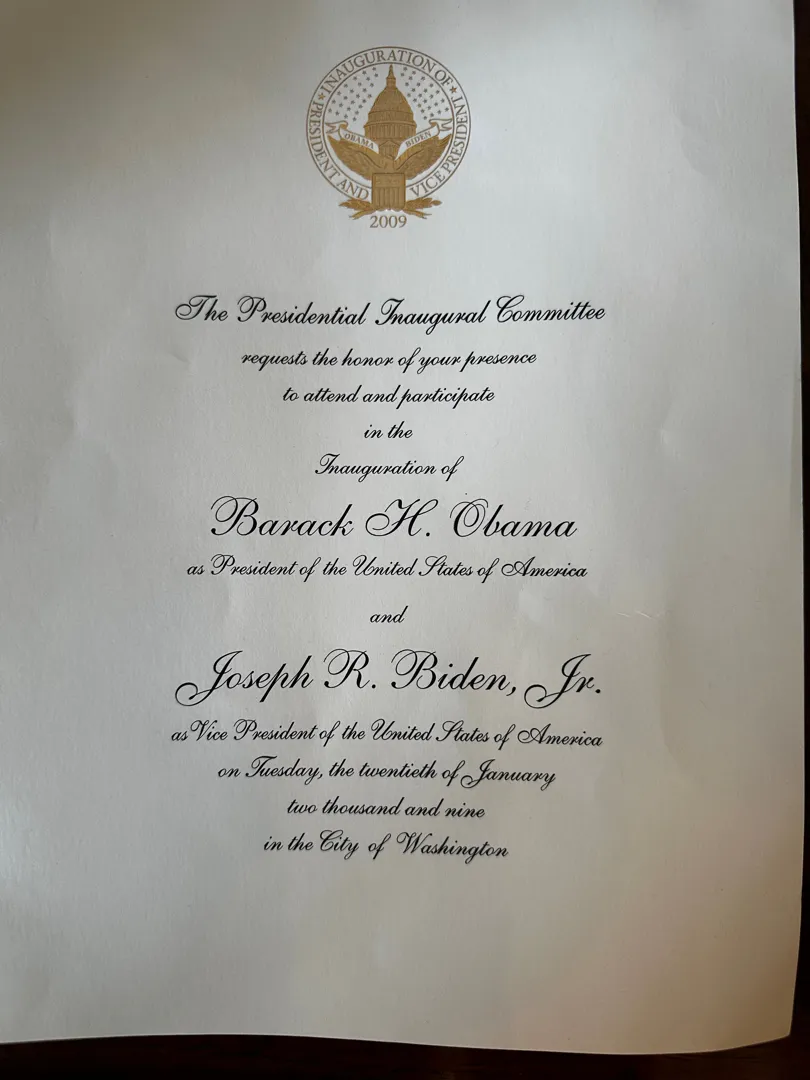 PRESIDENT AND ★ INAUGURATION OF ★ VICE PRESIDENT
OBAMA BIDEN
2009
The Presidential Inaugural Committee
requests the honor of your presence
to attend and participate
in the
Inauguration of
Barack H. Obama
as President of the United States of America
and
Joseph R. Biden, Jr.
as Vice President of the United States of America
on Tuesday, the twentieth of January
two thousand and nine
in the City of Washington